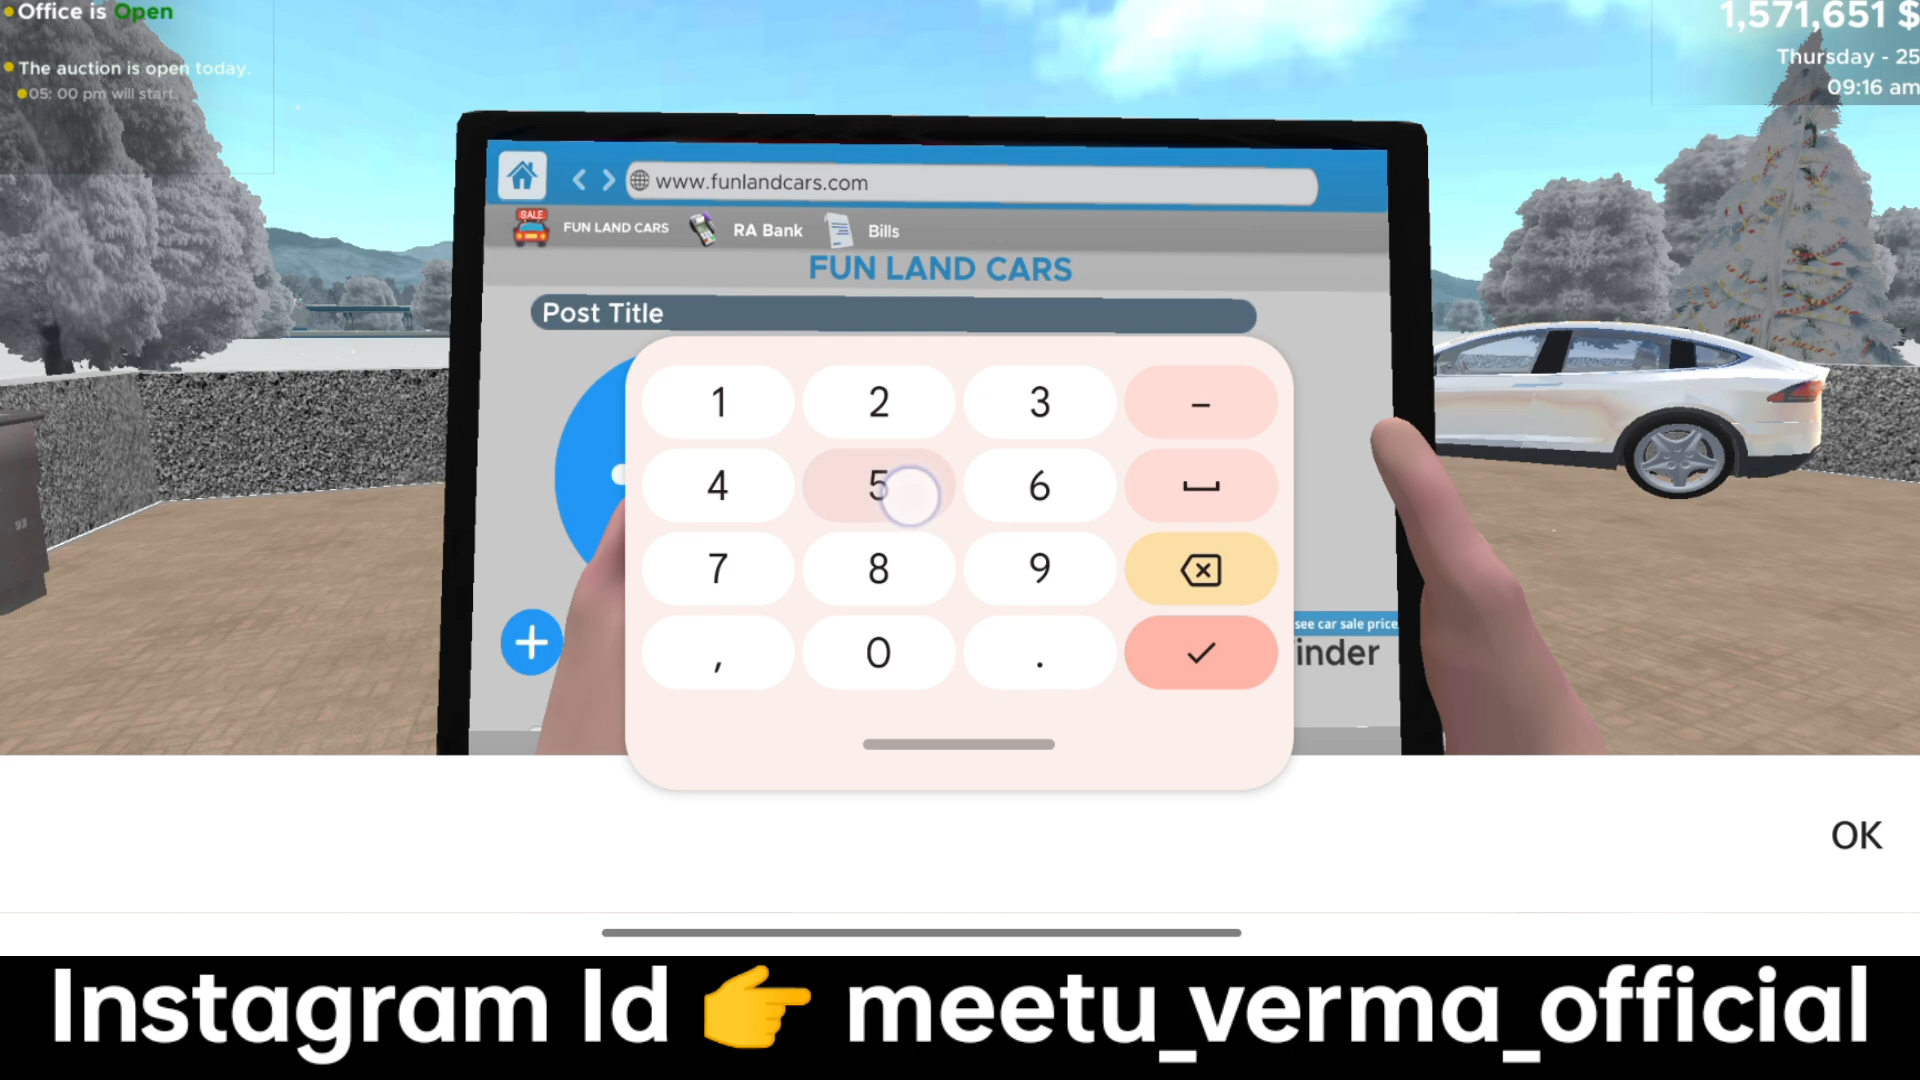 Office is Open
The auction is open today.
05: 00 pm will start.
1,571,651 $
Thursday - 25
09:16 am
www.funlandcars.com
SALE
FUN LAND CARS
RA Bank
Bills
FUN LAND CARS
Post Title
1 2 3 –
4 5 6
7 8 9
, 0 .
see car sale price
inder
OK
Instagram Id 👉 meetu_verma_official